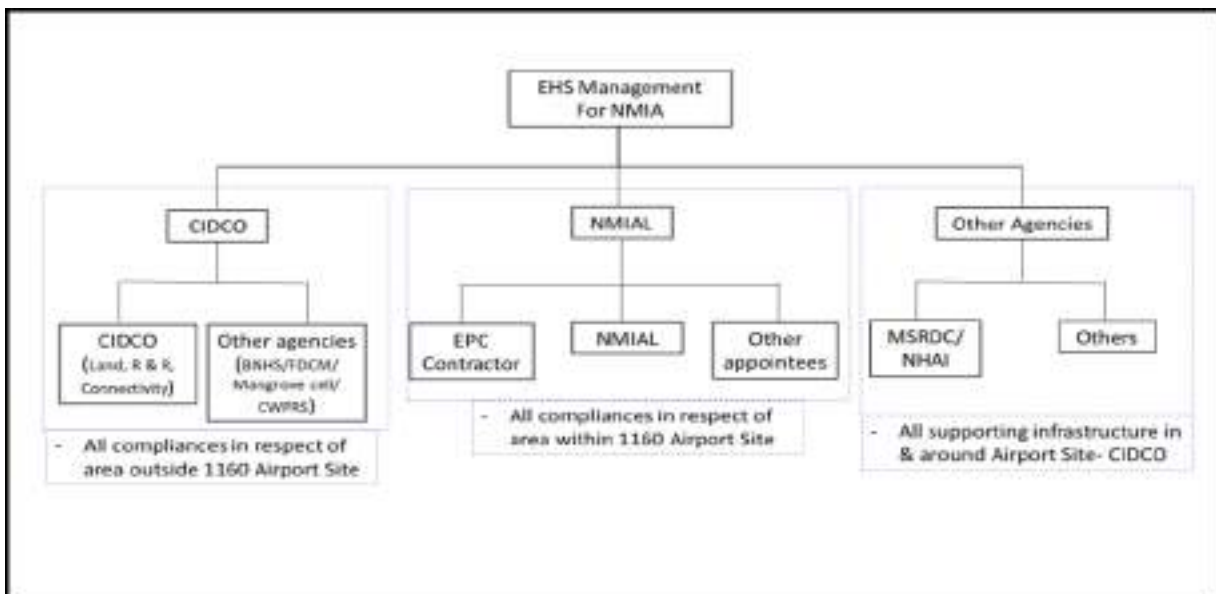 EHS Management
For NMIA
CIDCO
NMIAL
Other Agencies
CIDCO
(Land, R & R,
Connectivity)
Other agencies
(BNHS/FDCM/
Mangrove cell/
CWPRS)
EPC
Contractor
NMIAL
Other
appointees
MSRDC/
NHAI
Others
- All compliances in respect of
area outside 1160 Airport Site
- All compliances in respect of
area within 1160 Airport Site
- All supporting infrastructure in
& around Airport Site- CIDCO